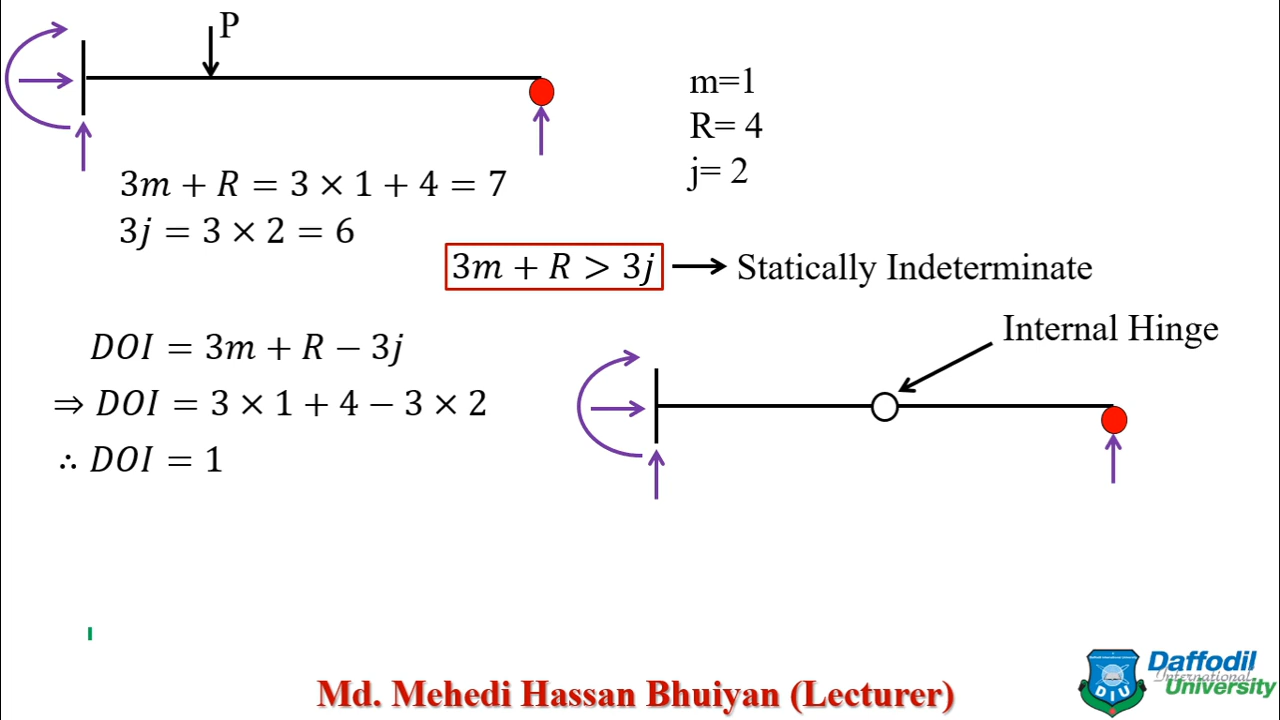 P
m=1
R= 4
j= 2
3m + R = 3 × 1 + 4 = 7
3j = 3 × 2 = 6
3m + R > 3j → Statically Indeterminate
Internal Hinge
DOI = 3m + R − 3j
⇒ DOI = 3 × 1 + 4 − 3 × 2
∴ DOI = 1
Md. Mehedi Hassan Bhuiyan (Lecturer)
DIU
Daffodil
International
University